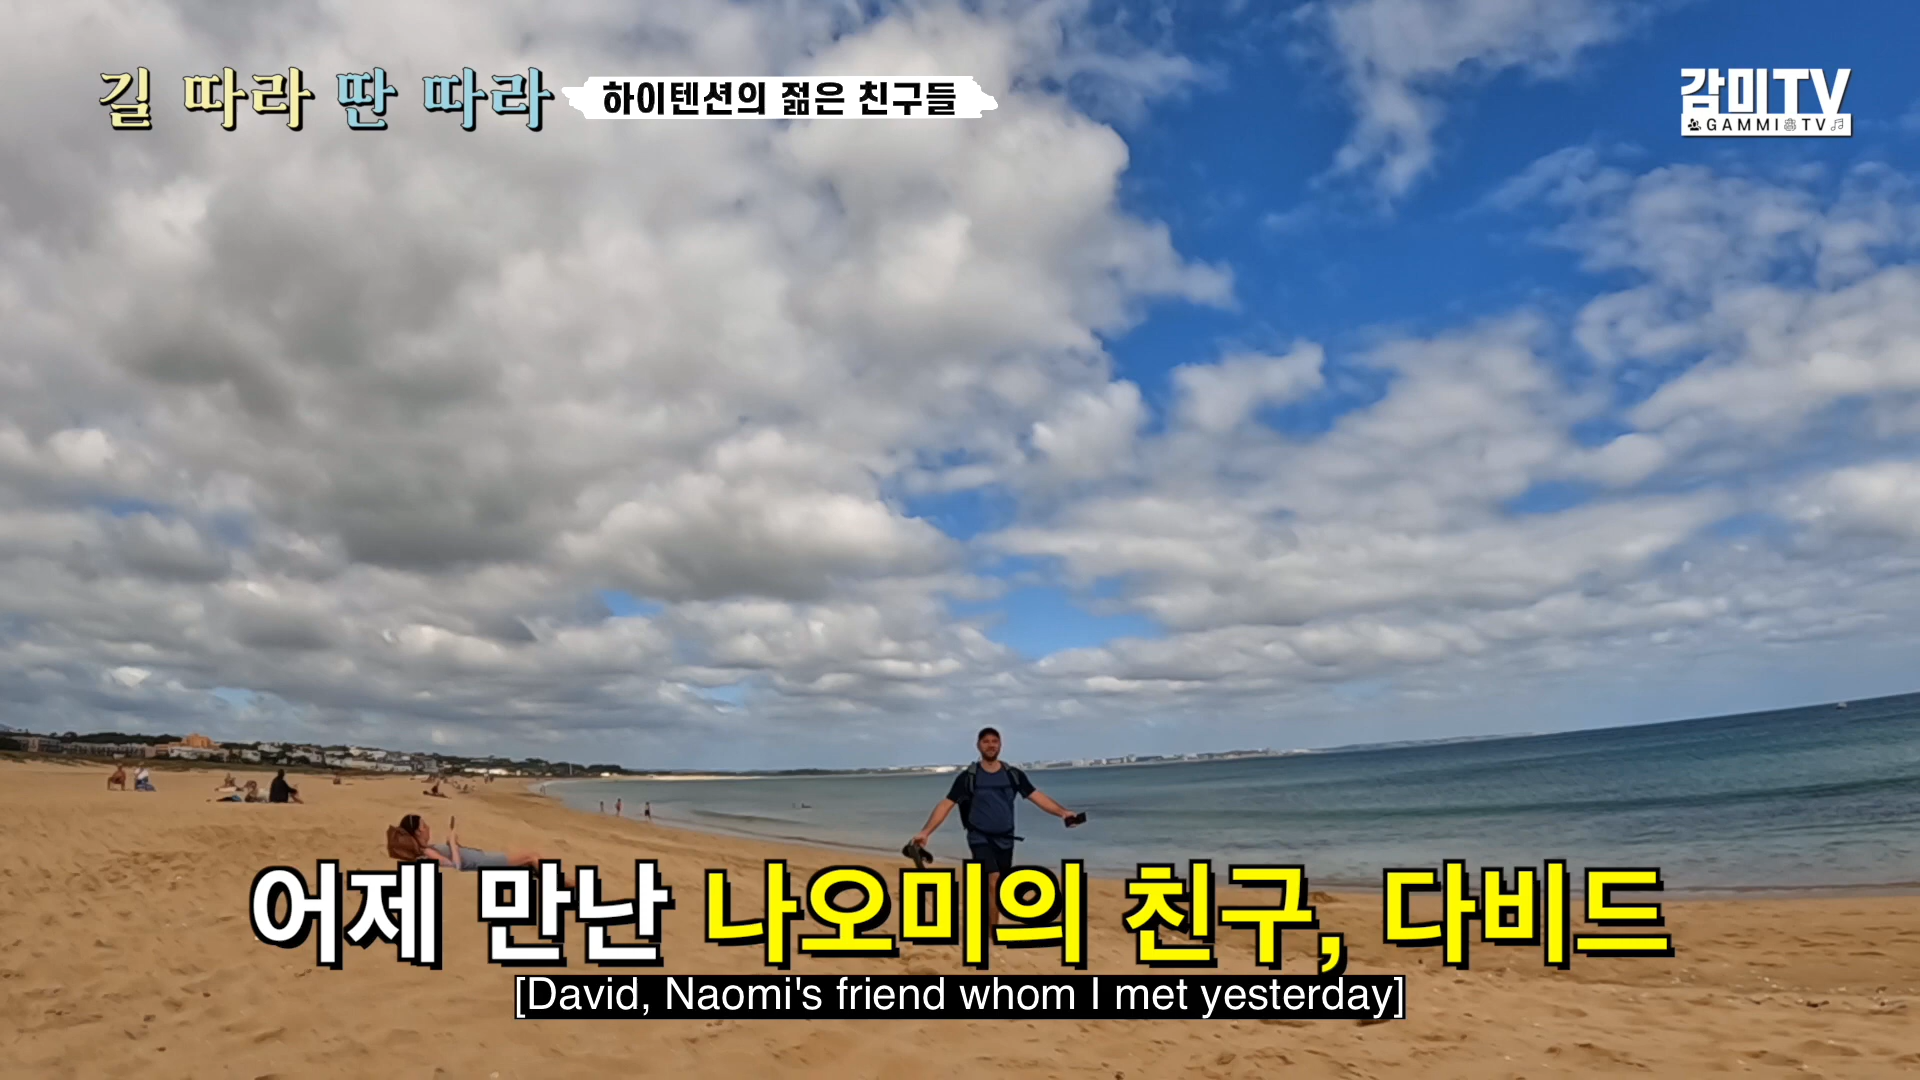 길 따라 딴 따라
하이텐션의 젊은 친구들
감미TV
GAMMI TV
어제 만난 나오미의 친구, 다비드
[David, Naomi's friend whom I met yesterday]